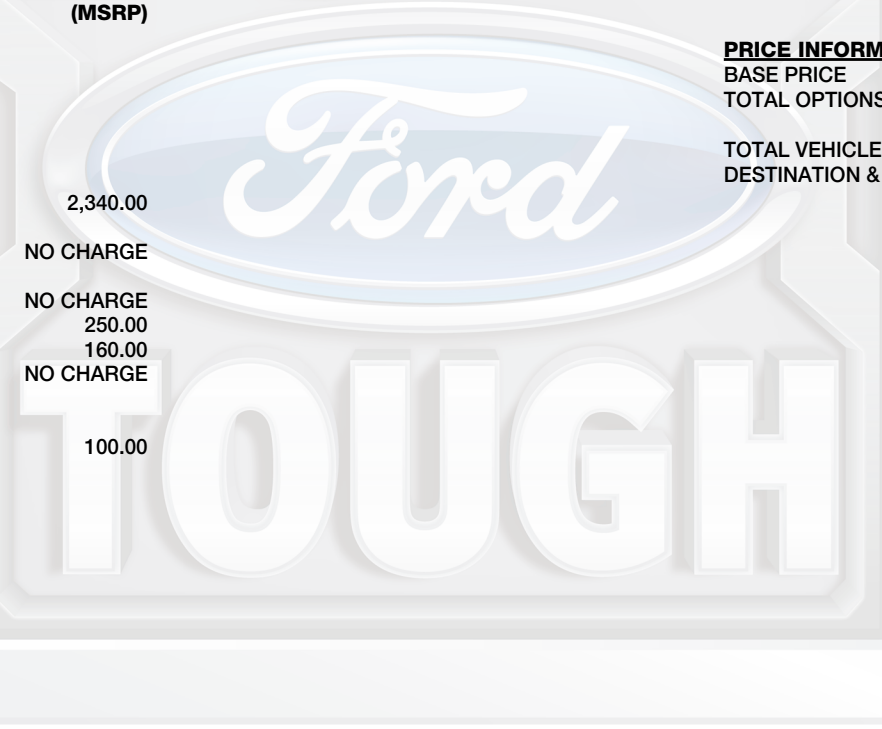 (MSRP)
2,340.00
NO CHARGE
NO CHARGE
250.00
160.00
NO CHARGE
100.00
PRICE INFORM
BASE PRICE
TOTAL OPTIONS
TOTAL VEHICLE
DESTINATION &
Ford
TOUGH